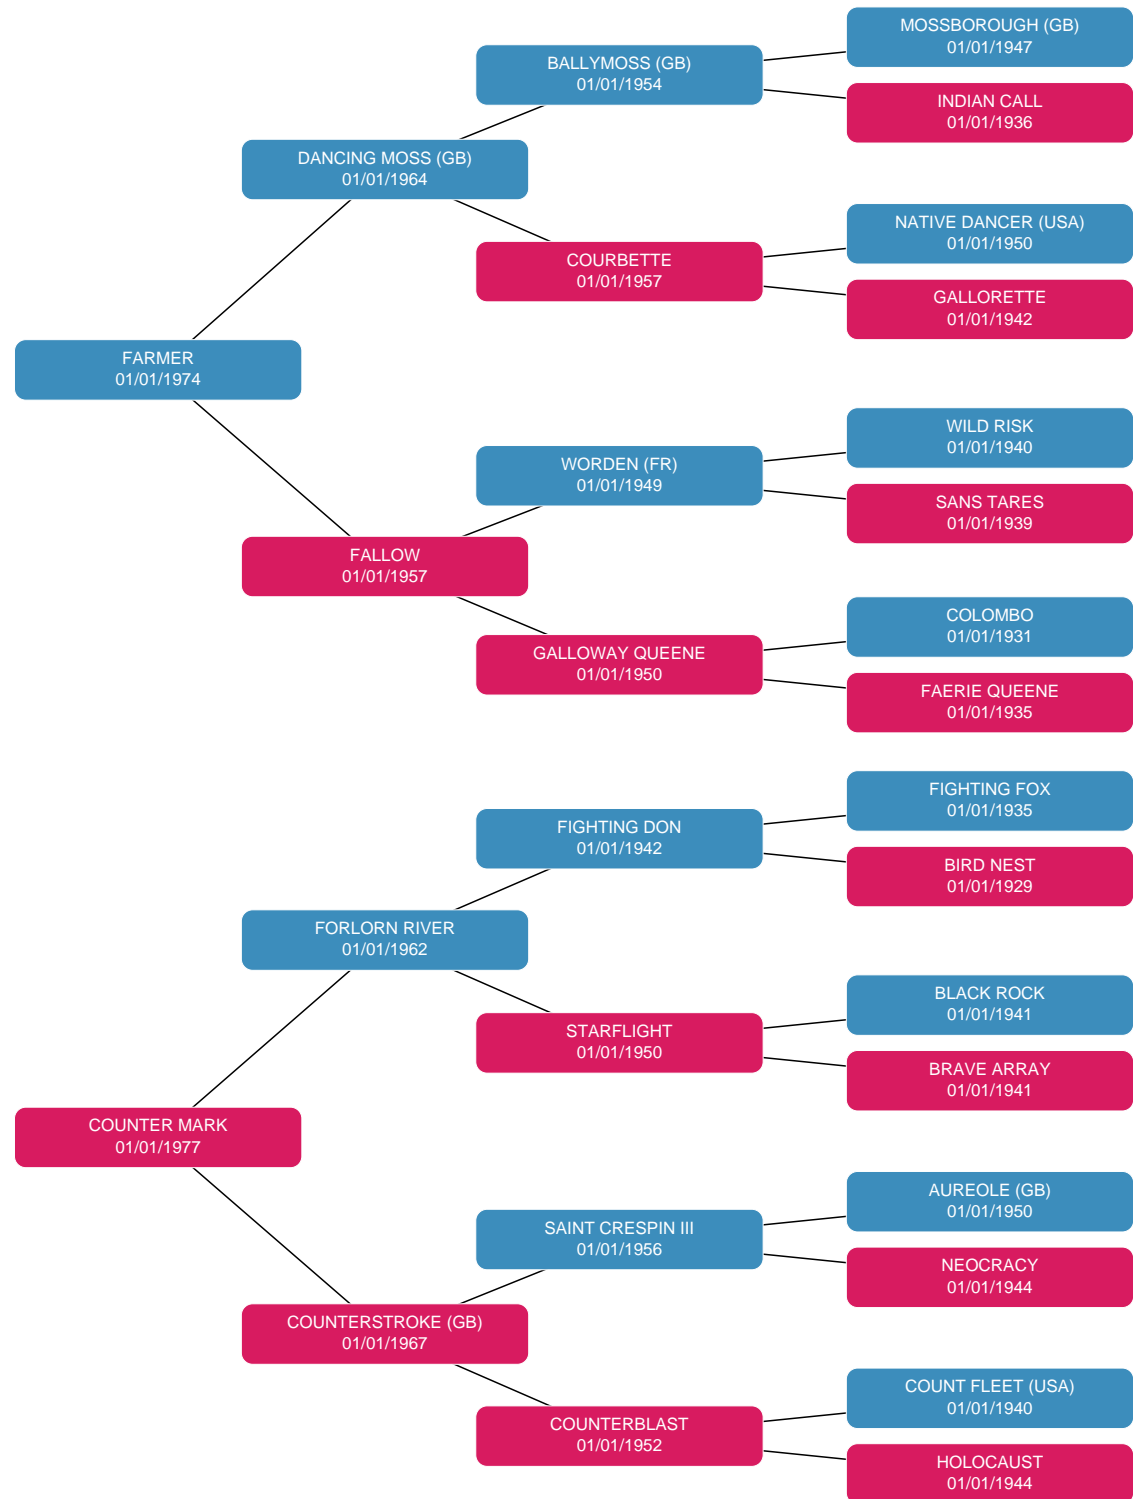 MOSSBOROUGH (GB)
01/01/1947
BALLYMOSS (GB)
01/01/1954
INDIAN CALL
01/01/1936
DANCING MOSS (GB)
01/01/1964
NATIVE DANCER (USA)
01/01/1950
COURBETTE
01/01/1957
GALLORETTE
01/01/1942
FARMER
01/01/1974
WILD RISK
01/01/1940
WORDEN (FR)
01/01/1949
SANS TARES
01/01/1939
FALLOW
01/01/1957
COLOMBO
01/01/1931
GALLOWAY QUEENE
01/01/1950
FAERIE QUEENE
01/01/1935
FIGHTING FOX
01/01/1935
FIGHTING DON
01/01/1942
BIRD NEST
01/01/1929
FORLORN RIVER
01/01/1962
BLACK ROCK
01/01/1941
STARFLIGHT
01/01/1950
BRAVE ARRAY
01/01/1941
COUNTER MARK
01/01/1977
AUREOLE (GB)
01/01/1950
SAINT CRESPIN III
01/01/1956
NEOCRACY
01/01/1944
COUNTERSTROKE (GB)
01/01/1967
COUNT FLEET (USA)
01/01/1940
COUNTERBLAST
01/01/1952
HOLOCAUST
01/01/1944